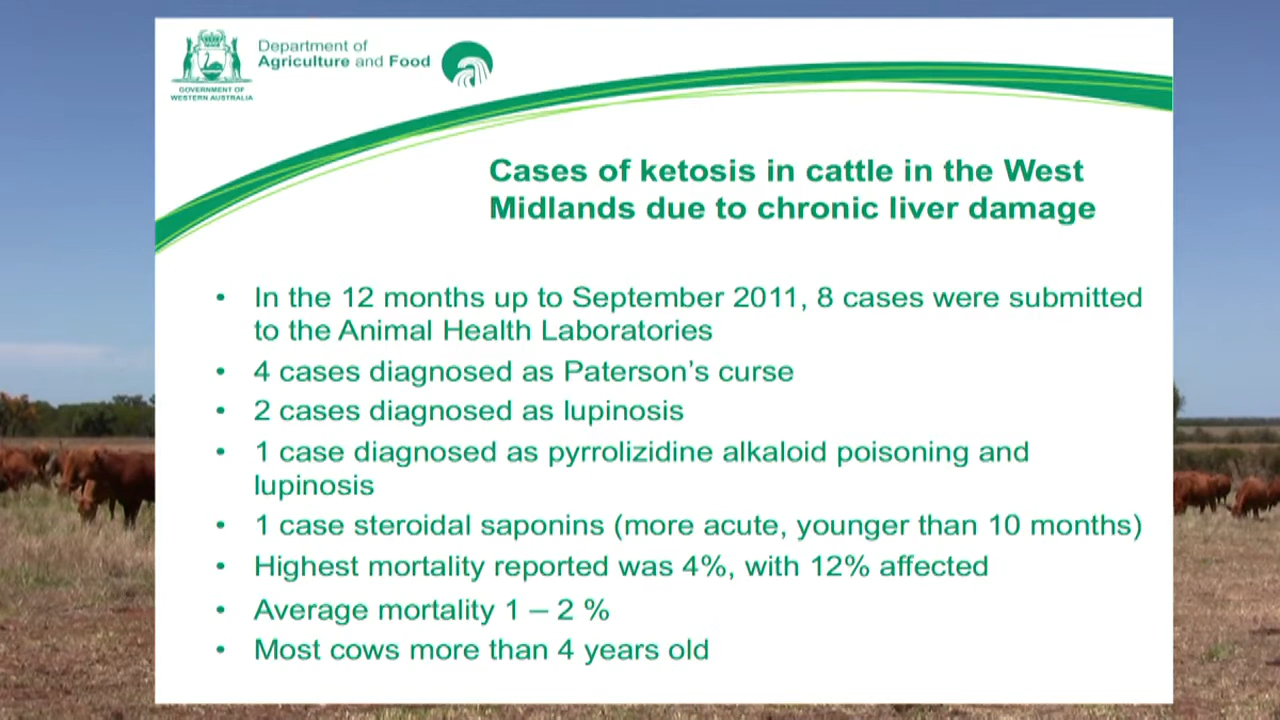 Department of
Agriculture and Food
GOVERNMENT OF
WESTERN AUSTRALIA
Cases of ketosis in cattle in the West
Midlands due to chronic liver damage
• In the 12 months up to September 2011, 8 cases were submitted
to the Animal Health Laboratories
• 4 cases diagnosed as Paterson’s curse
• 2 cases diagnosed as lupinosis
• 1 case diagnosed as pyrrolizidine alkaloid poisoning and
lupinosis
• 1 case steroidal saponins (more acute, younger than 10 months)
• Highest mortality reported was 4%, with 12% affected
• Average mortality 1 – 2 %
• Most cows more than 4 years old